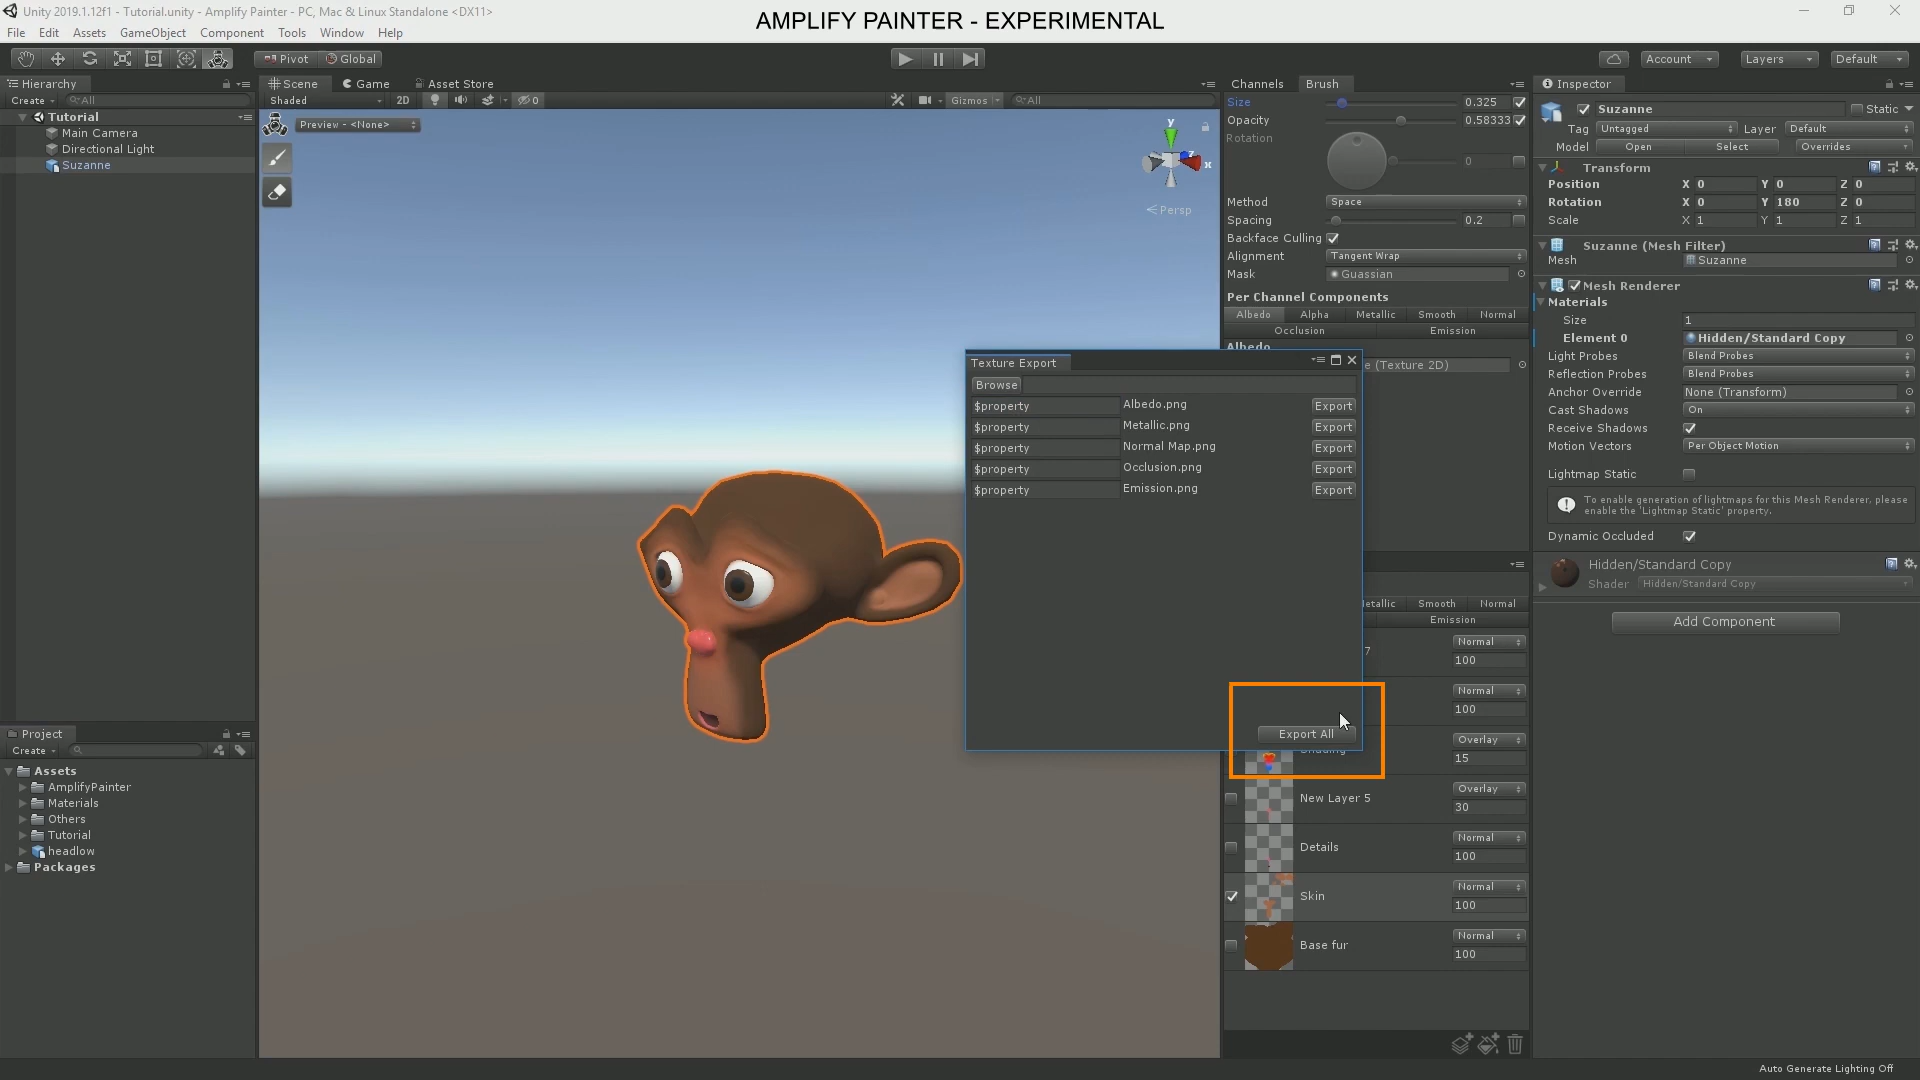 Unity 2019.1.12f1 - Tutorial.unity - Amplify Painter - PC, Mac & Linux Standalone <DX11>
AMPLIFY PAINTER - EXPERIMENTAL
File Edit Assets GameObject Component Tools Window Help
Pivot Global
Account Layers Default
Hierarchy
Create All
Tutorial
Main Camera
Directional Light
Suzanne
Scene Game Asset Store
Shaded 2D 0 Gizmos All
Preview - <None>
y
x
z
Persp
Channels Brush
Size 0.325
Opacity 0.58333
Rotation
0
Method Space
Spacing 0.2
Backface Culling
Alignment Tangent Wrap
Mask Guassian
Per Channel Components
Albedo Alpha Metallic Smooth Normal
Occlusion Emission
Albedo
e (Texture 2D)
Texture Export
Browse
$property Albedo.png Export
$property Metallic.png Export
$property Normal Map.png Export
$property Occlusion.png Export
$property Emission.png Export
Export All
etallic Smooth Normal
Emission
7 Normal
100
Normal
100
Shading Overlay
15
New Layer 5 Overlay
30
Details Normal
100
Skin Normal
100
Base fur Normal
100
Inspector
Suzanne Static
Tag Untagged Layer Default
Model Open Select Overrides
Transform
Position X 0 Y 0 Z 0
Rotation X 0 Y 180 Z 0
Scale X 1 Y 1 Z 1
Suzanne (Mesh Filter)
Mesh Suzanne
Mesh Renderer
Materials
Size 1
Element 0 Hidden/Standard Copy
Light Probes Blend Probes
Reflection Probes Blend Probes
Anchor Override None (Transform)
Cast Shadows On
Receive Shadows
Motion Vectors Per Object Motion
Lightmap Static
To enable generation of lightmaps for this Mesh Renderer, please
enable the 'Lightmap Static' property.
Dynamic Occluded
Hidden/Standard Copy
Shader Hidden/Standard Copy
Add Component
Project
Create
Assets
AmplifyPainter
Materials
Others
Tutorial
headlow
Packages
Auto Generate Lighting Off